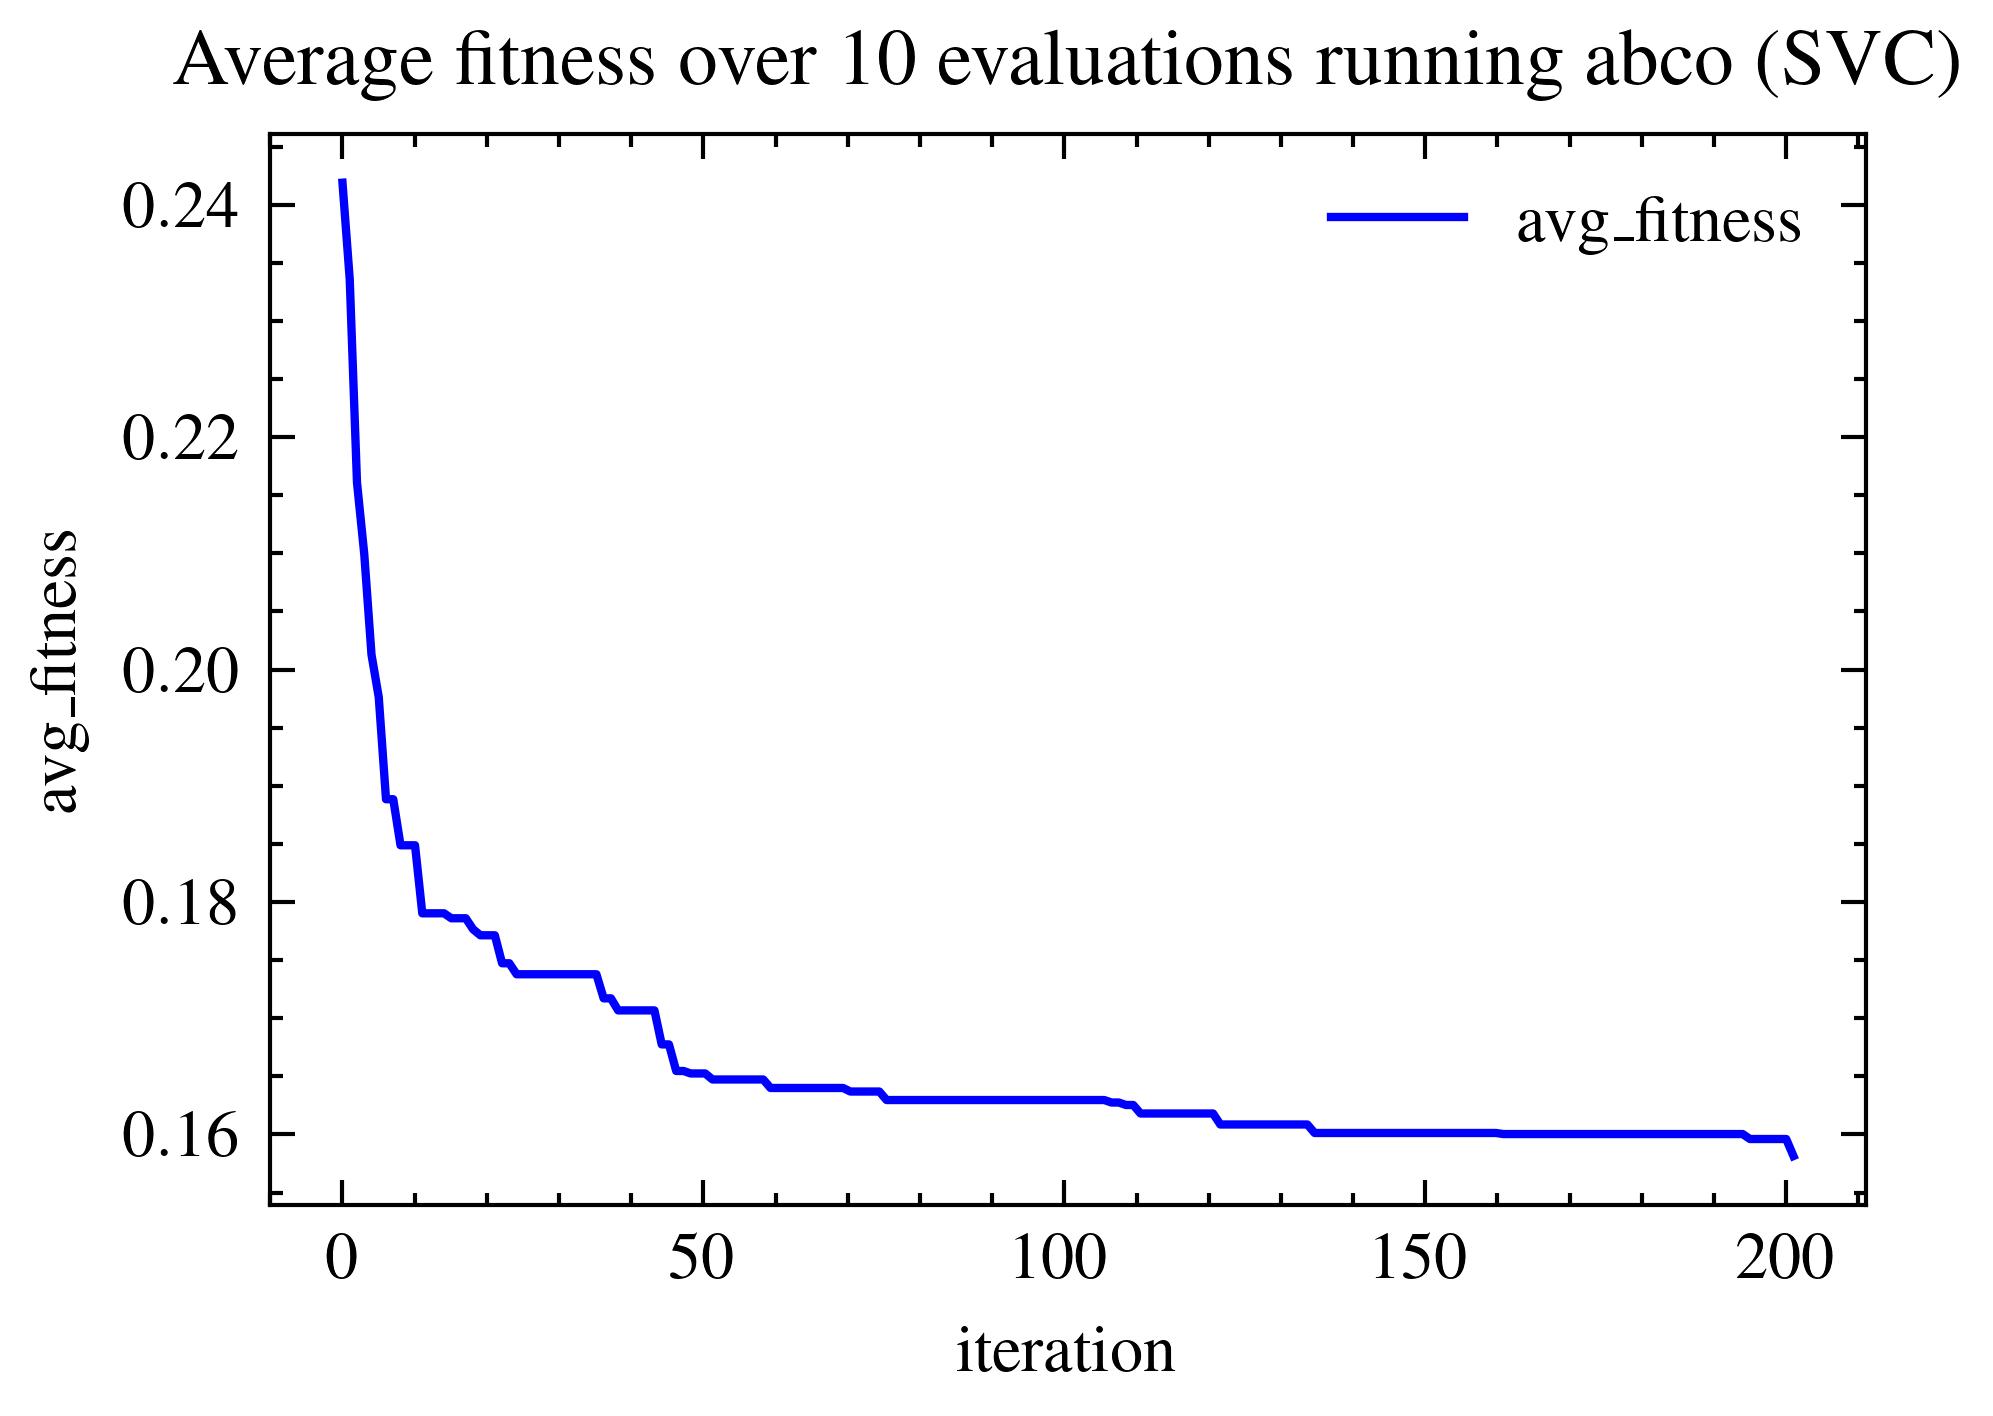 Average fitness over 10 evaluations running abco (SVC)
avg_fitness
0.24
0.22
0.20
0.18
0.16
avg_fitness
0 50 100 150 200
iteration